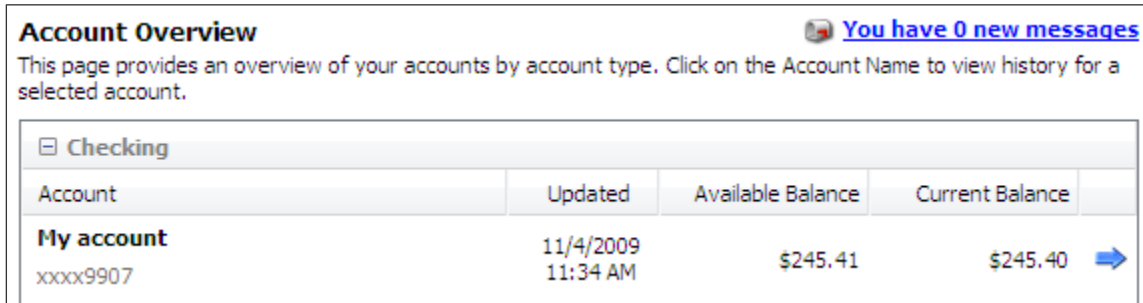 Account Overview
You have 0 new messages
This page provides an overview of your accounts by account type. Click on the Account Name to view history for a
selected account.
Checking
Account Updated Available Balance Current Balance
My account
xxxx9907
11/4/2009
11:34 AM
$245.41
$245.40